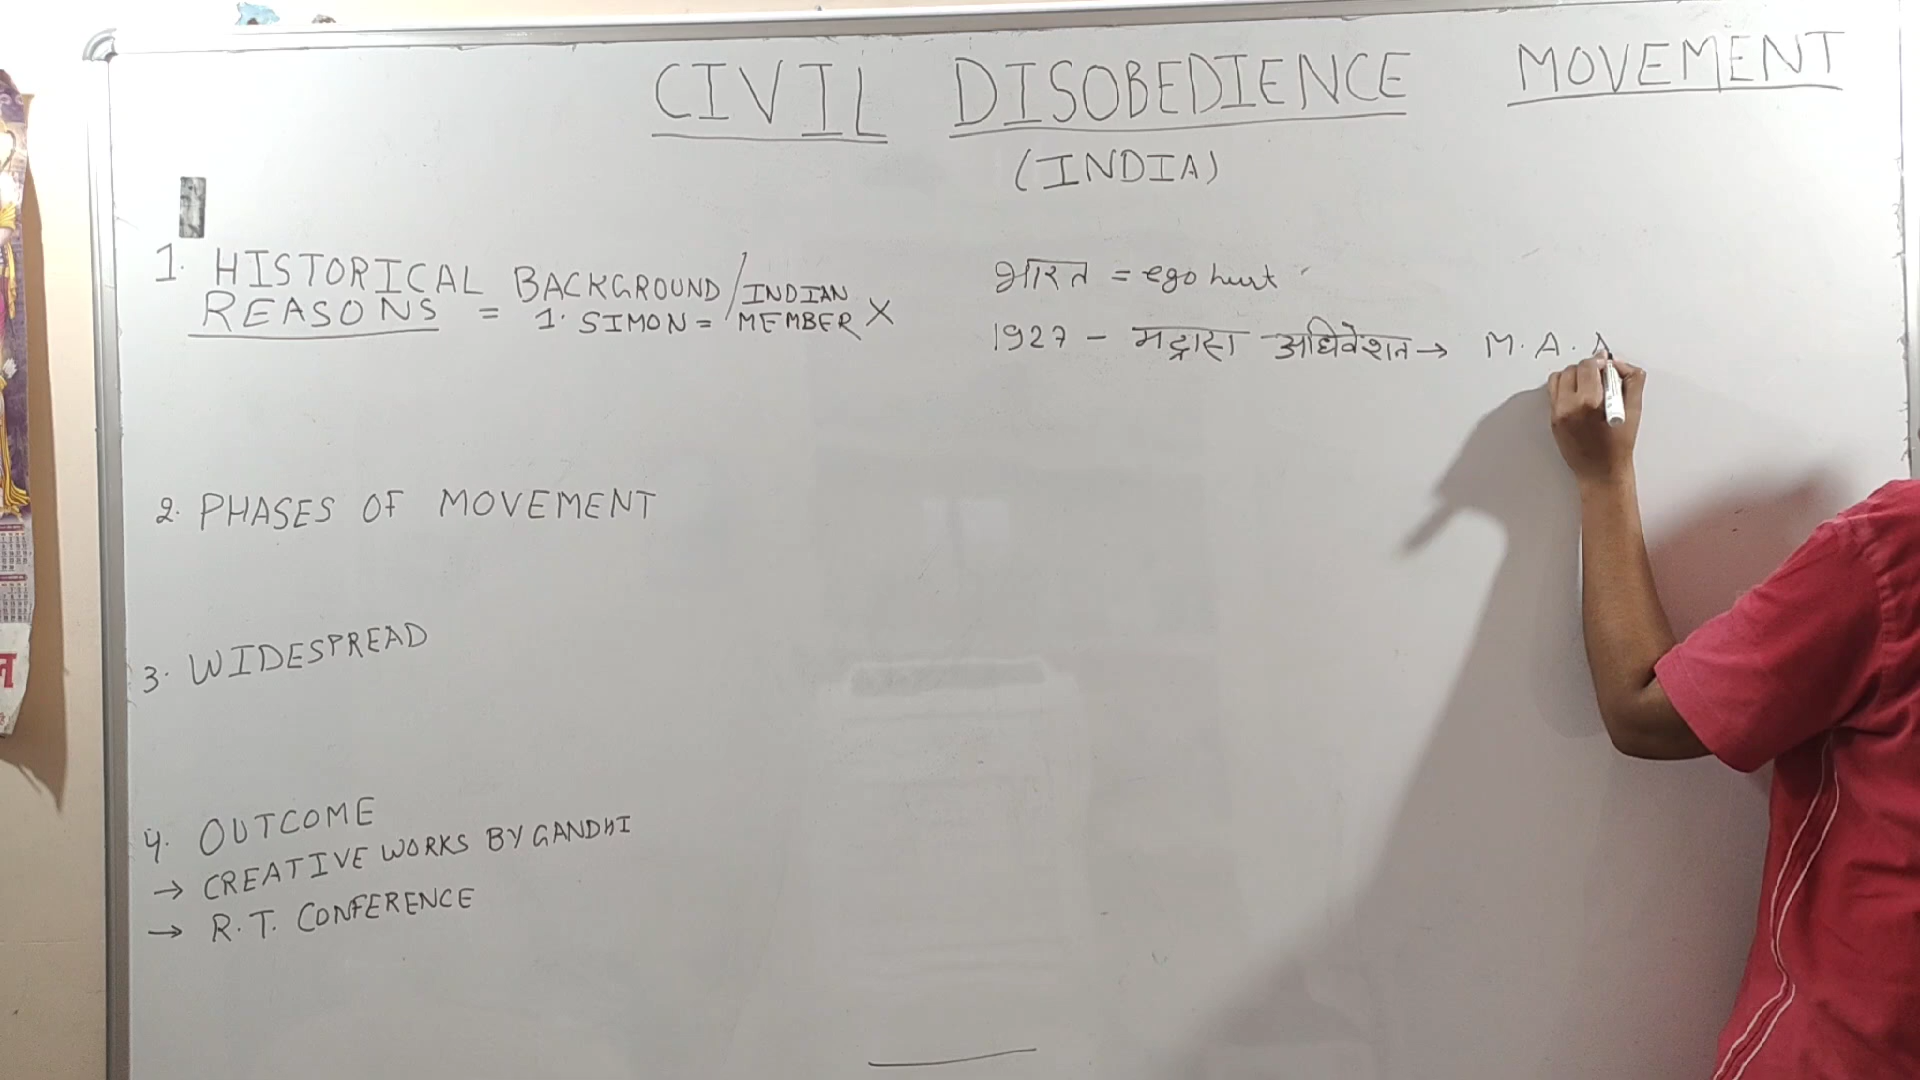 CIVIL DISOBEDIENCE MOVEMENT
(INDIA)
1. HISTORICAL BACKGROUND / INDIAN
REASONS = 1. SIMON = MEMBER X
भारत = ego hurt
1927 - मद्रास अधिवेशन → M. A. A
2. PHASES OF MOVEMENT
3. WIDESPREAD
4. OUTCOME
→ CREATIVE WORKS BY GANDHI
→ R.T. CONFERENCE